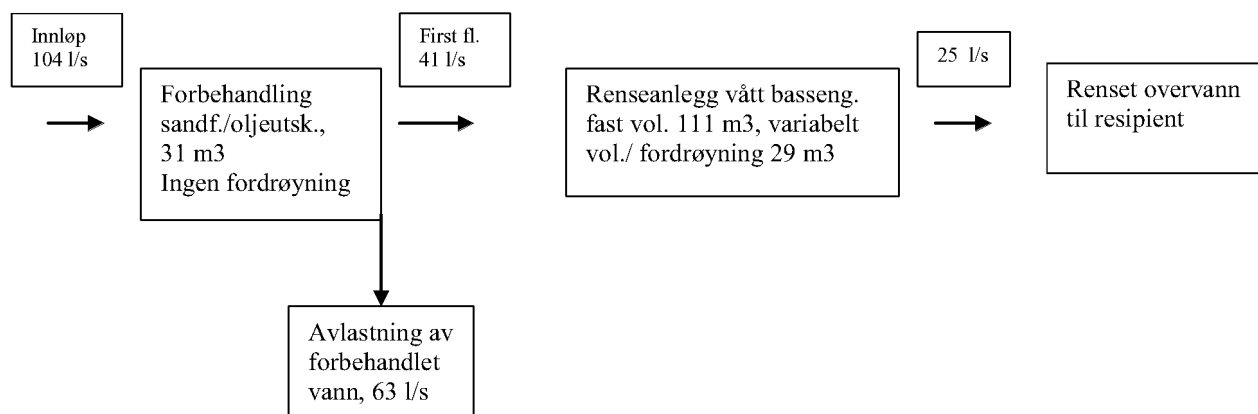 Innløp
104 l/s
First fl.
41 l/s
25 l/s
Forbehandling
sandf./oljeutsk.,
31 m3
Ingen fordrøyning
Renseanlegg vått basseng.
fast vol. 111 m3, variabelt
vol./ fordrøyning 29 m3
Renset overvann
til resipient
Avlastning av
forbehandlet
vann, 63 l/s